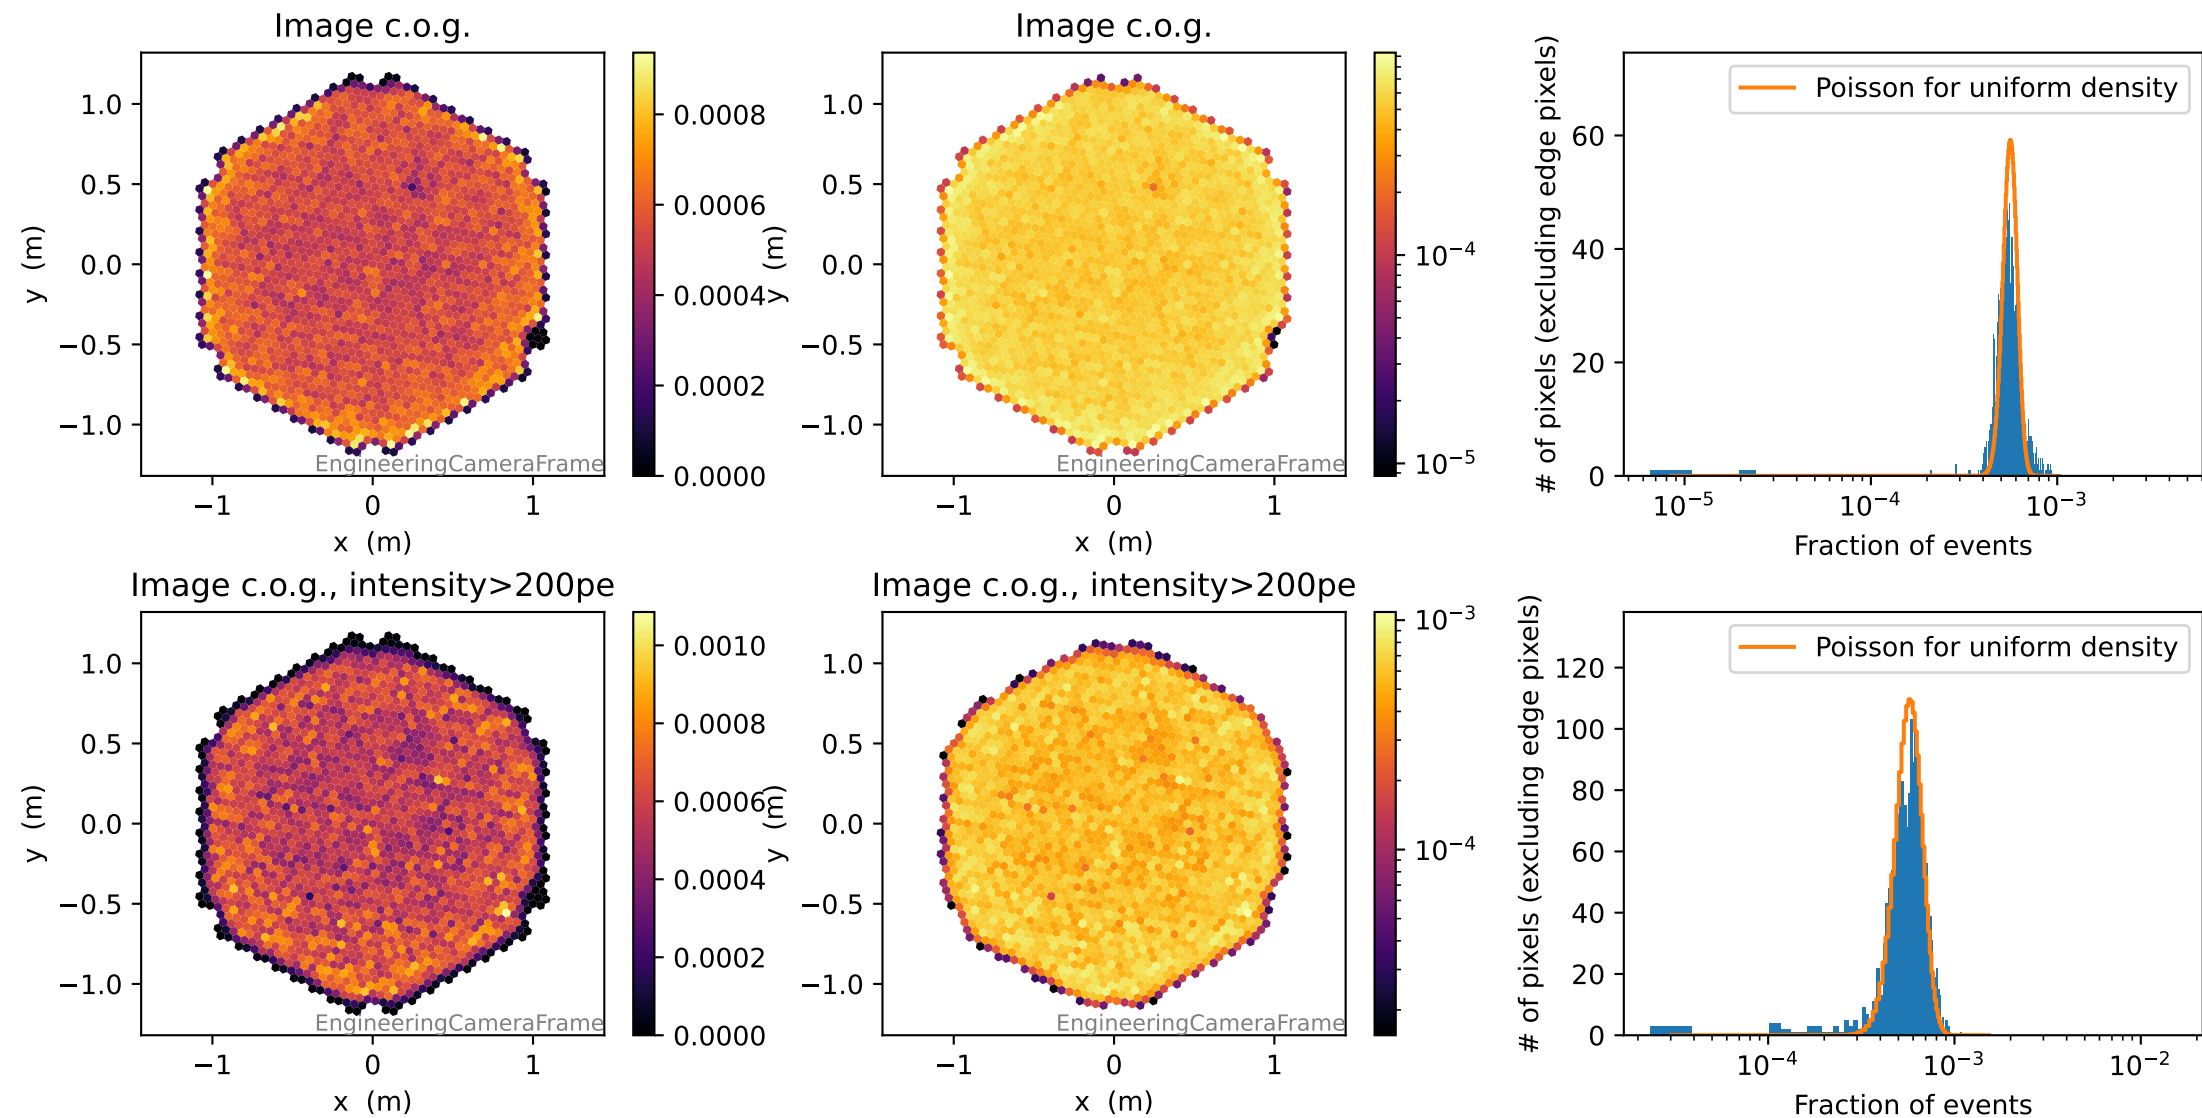 Image c.o.g.
y (m)
1.0
0.5
0.0
−0.5
−1.0
−1
0
1
x (m)
EngineeringCameraFrame
0.0008
0.0006
0.0004
0.0002
0.0000
Image c.o.g.
y (m)
1.0
0.5
0.0
−0.5
−1.0
−1
0
1
x (m)
EngineeringCameraFrame
10⁻⁴
10⁻⁵
# of pixels (excluding edge pixels)
60
40
20
0
Poisson for uniform density
10⁻⁵
10⁻⁴
10⁻³
Fraction of events
Image c.o.g., intensity>200pe
y (m)
1.0
0.5
0.0
−0.5
−1.0
−1
0
1
x (m)
EngineeringCameraFrame
0.0010
0.0008
0.0006
0.0004
0.0002
0.0000
Image c.o.g., intensity>200pe
y (m)
1.0
0.5
0.0
−0.5
−1.0
−1
0
1
x (m)
EngineeringCameraFrame
10⁻³
10⁻⁴
# of pixels (excluding edge pixels)
120
100
80
60
40
20
0
Poisson for uniform density
10⁻⁴
10⁻³
10⁻²
Fraction of events